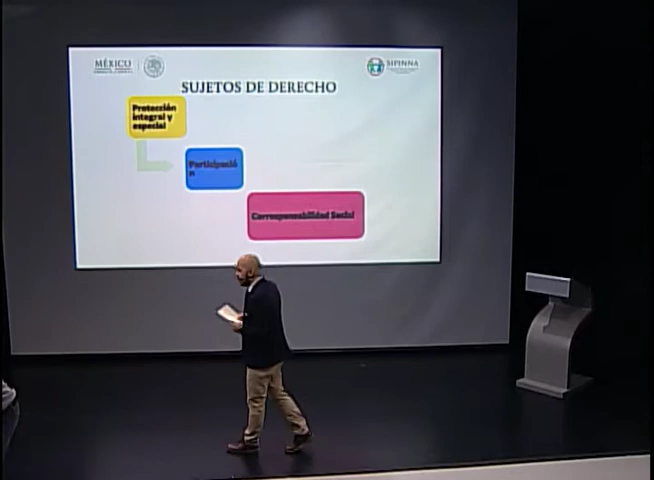 MÉXICO
SIPINNA
SUJETOS DE DERECHO
Protección
integral y
especial
Participació
n
Corresponsabilidad Social